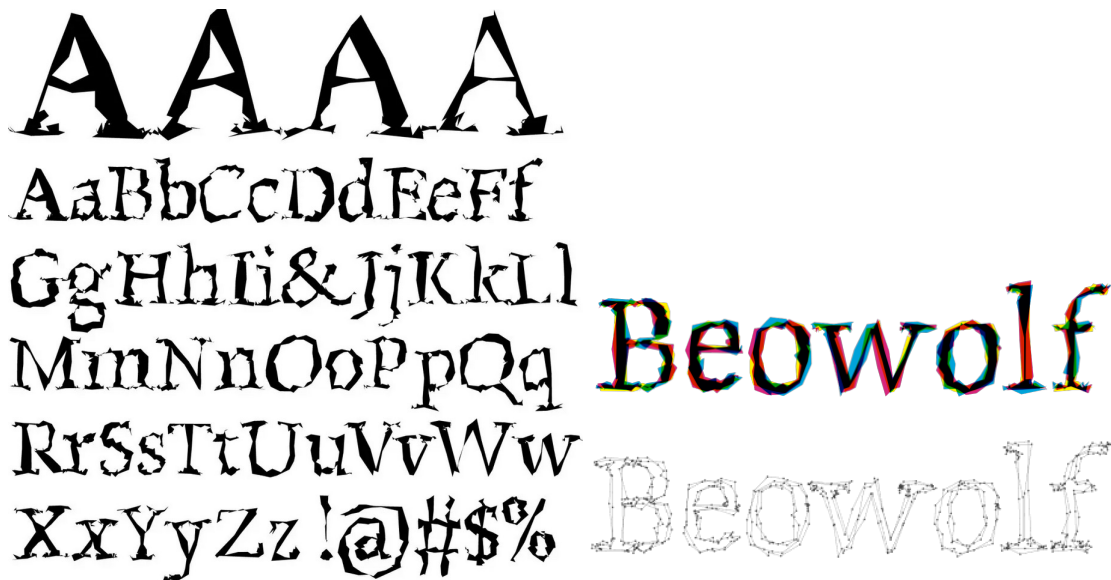 AAAA
AaBbCcDdEeFf
GgHhIi&JjKkLl
MmNnOoPpQq
RrSsTtUuVvWw
XxYyZz!@#$%
Beowolf
Beowolf